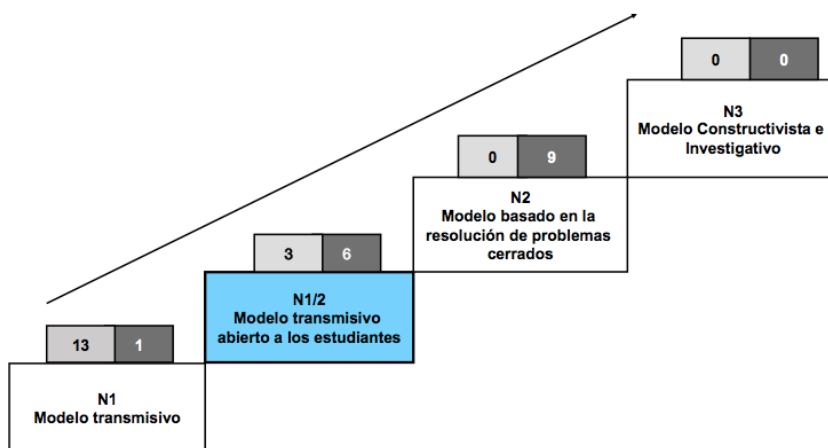 0 0
N3
Modelo Constructivista e
Investigativo
0 9
N2
Modelo basado en la
resolución de problemas
cerrados
3 6
N1/2
Modelo transmisivo
abierto a los estudiantes
13 1
N1
Modelo transmisivo